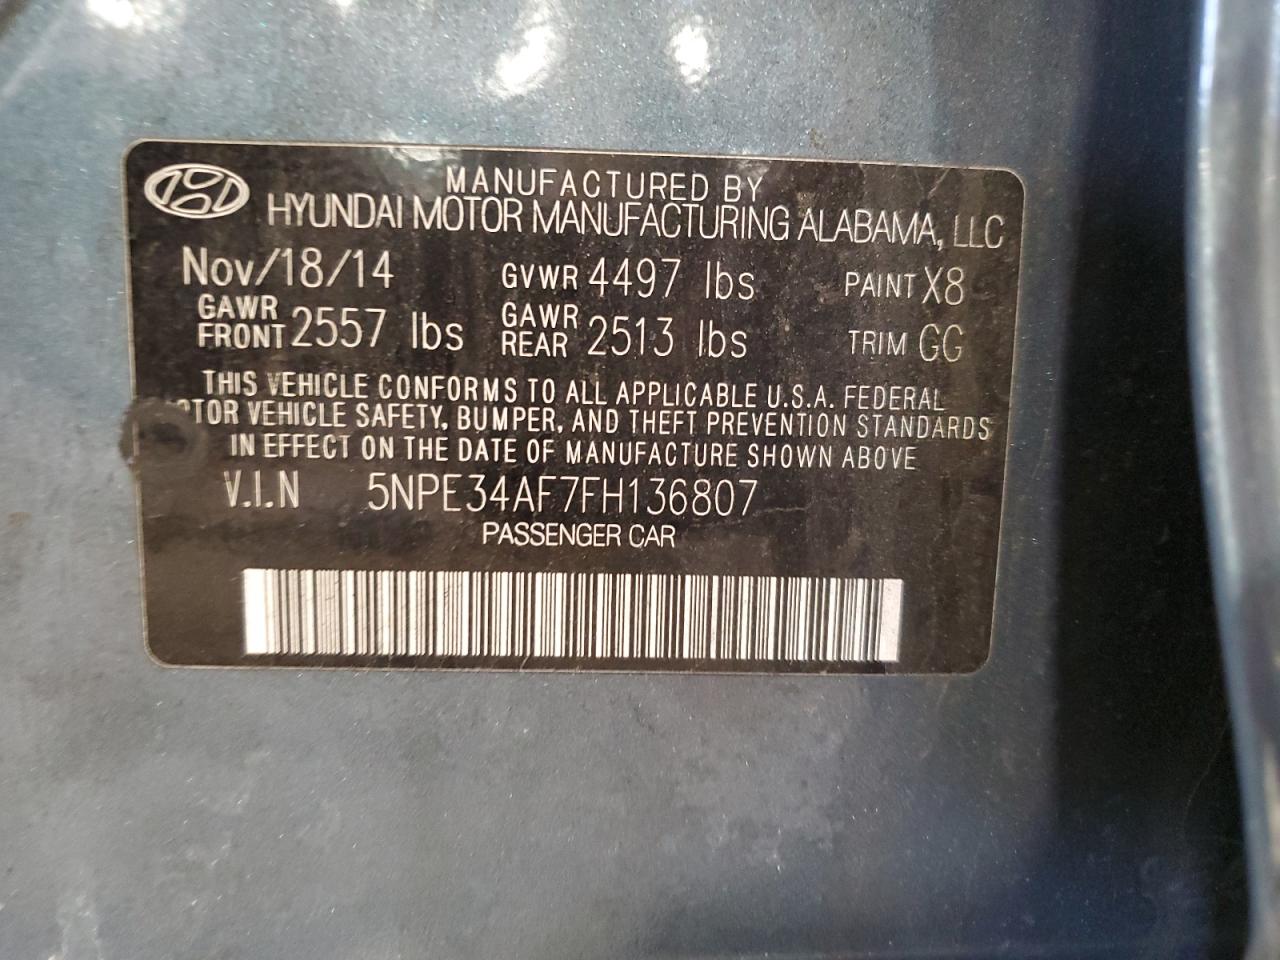 MANUFACTURED BY
HYUNDAI MOTOR MANUFACTURING ALABAMA, LLC
Nov/18/14 GVWR 4497 lbs PAINT X8
GAWR FRONT 2557 lbs GAWR REAR 2513 lbs TRIM GG
THIS VEHICLE CONFORMS TO ALL APPLICABLE U.S.A. FEDERAL
OTOR VEHICLE SAFETY, BUMPER, AND THEFT PREVENTION STANDARDS
IN EFFECT ON THE DATE OF MANUFACTURE SHOWN ABOVE
V.I.N 5NPE34AF7FH136807
PASSENGER CAR